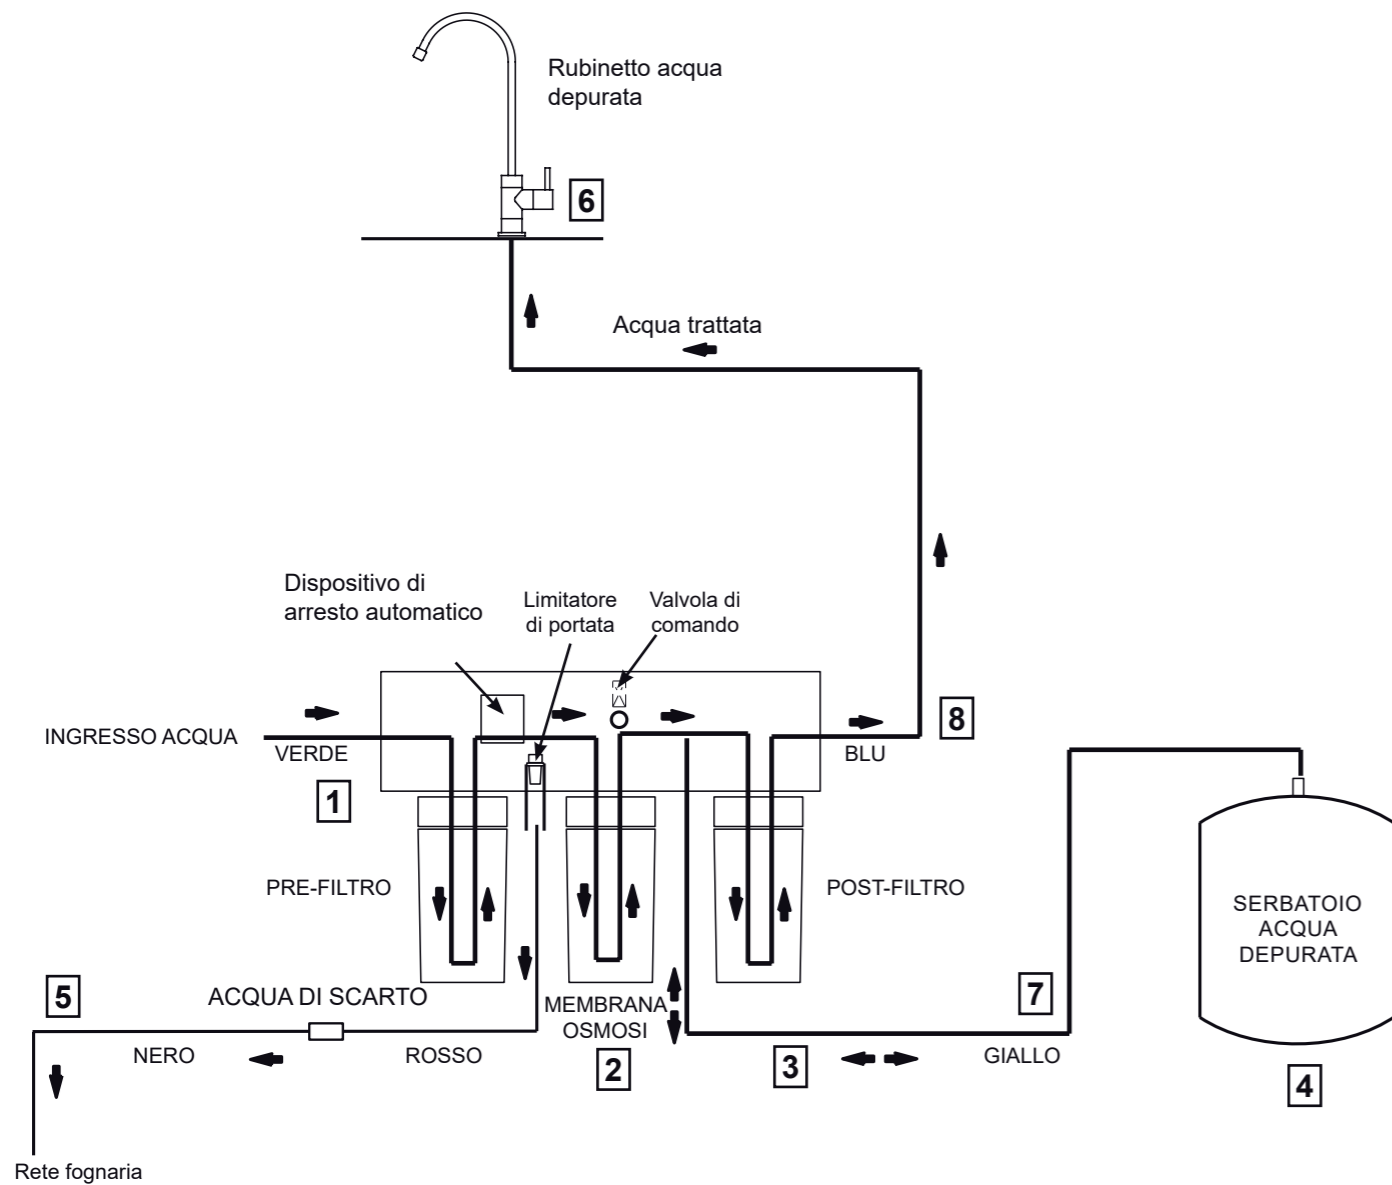 Rubinetto acqua
depurata
6
Acqua trattata
Dispositivo di
arresto automatico
Limitatore
di portata
Valvola di
comando
INGRESSO ACQUA
VERDE
BLU
8
1
PRE-FILTRO
POST-FILTRO
SERBATOIO
ACQUA
DEPURATA
5
ACQUA DI SCARTO
MEMBRANA
OSMOSI
7
NERO
ROSSO
2
3
GIALLO
4
Rete fognaria